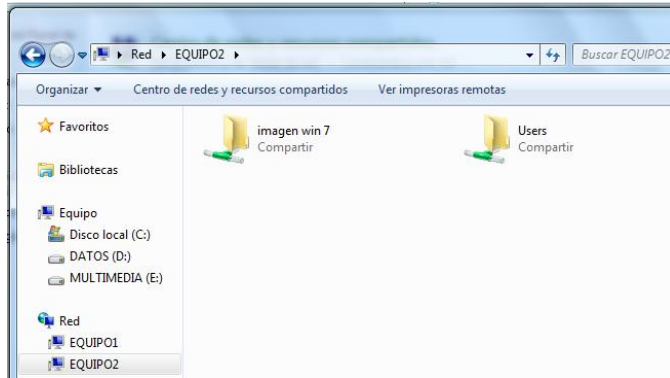 Red ▸ EQUIPO2 ▸
Buscar EQUIPO2
Organizar
Centro de redes y recursos compartidos
Ver impresoras remotas
Favoritos
Bibliotecas
Equipo
Disco local (C:)
DATOS (D:)
MULTIMEDIA (E:)
Red
EQUIPO1
EQUIPO2
imagen win 7
Compartir
Users
Compartir